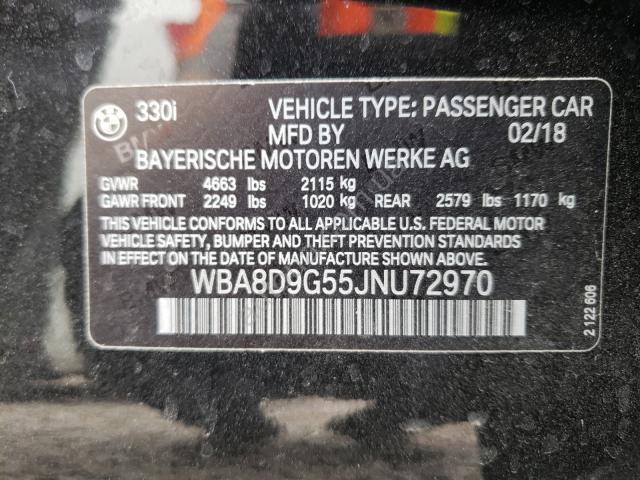 330i VEHICLE TYPE: PASSENGER CAR
MFD BY 02/18
BAYERISCHE MOTOREN WERKE AG
GVWR 4663 lbs 2115 kg
GAWR FRONT 2249 lbs 1020 kg REAR 2579 lbs 1170 kg
THIS VEHICLE CONFORMS TO ALL APPLICABLE U.S. FEDERAL MOTOR
VEHICLE SAFETY, BUMPER AND THEFT PREVENTION STANDARDS
IN EFFECT ON THE DATE OF MANUFACTURE SHOWN ABOVE.
WBA8D9G55JNU72970
2 122 606